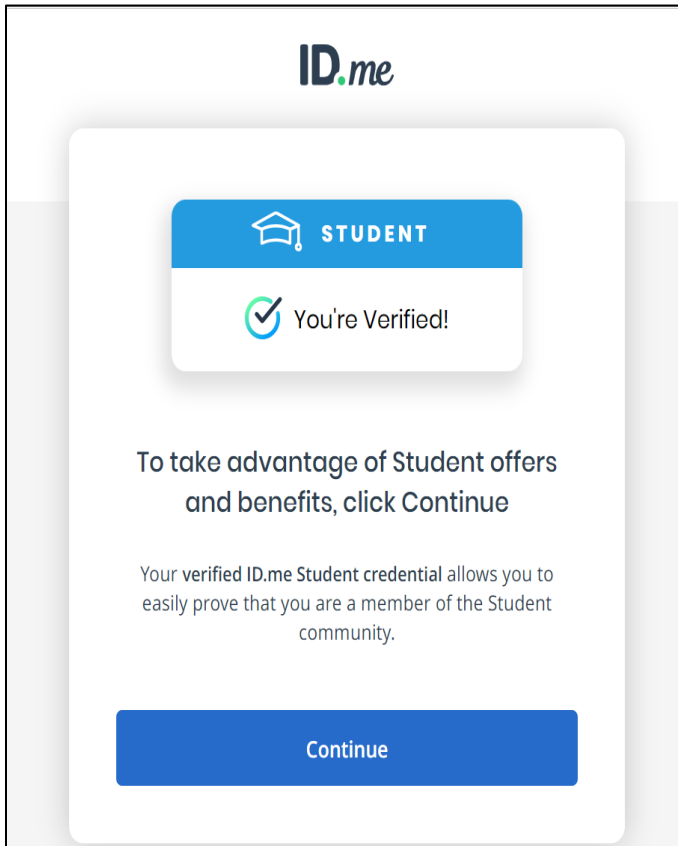 ID.me
STUDENT
You're Verified!
To take advantage of Student offers
and benefits, click Continue
Your verified ID.me Student credential allows you to
easily prove that you are a member of the Student
community.
Continue